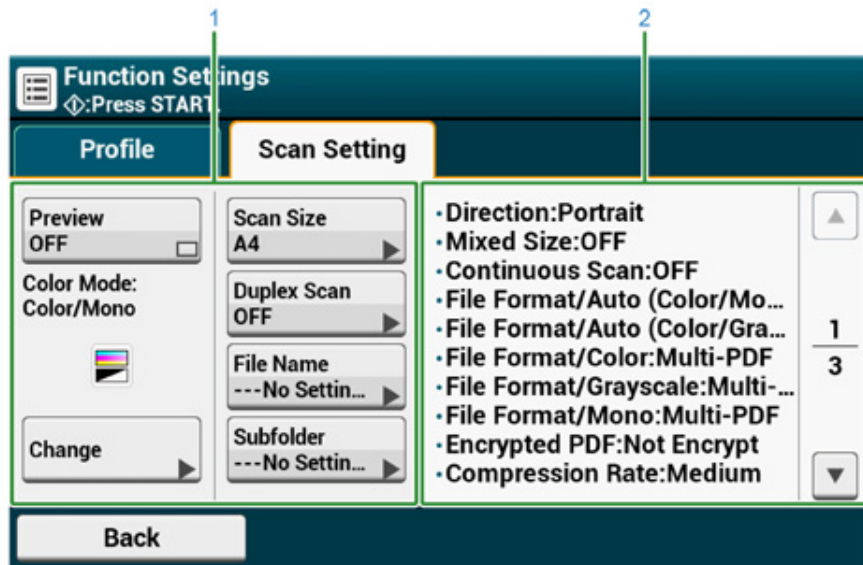 1
2
Function Settings
:Press START.
Profile
Scan Setting
Preview
OFF
Color Mode:
Color/Mono
Change
Scan Size
A4
Duplex Scan
OFF
File Name
---No Settin...
Subfolder
---No Settin...
·Direction:Portrait
·Mixed Size:OFF
·Continuous Scan:OFF
·File Format/Auto (Color/Mo...
·File Format/Auto (Color/Gra...
·File Format/Color:Multi-PDF
·File Format/Grayscale:Multi-...
·File Format/Mono:Multi-PDF
·Encrypted PDF:Not Encrypt
·Compression Rate:Medium
1
3
Back